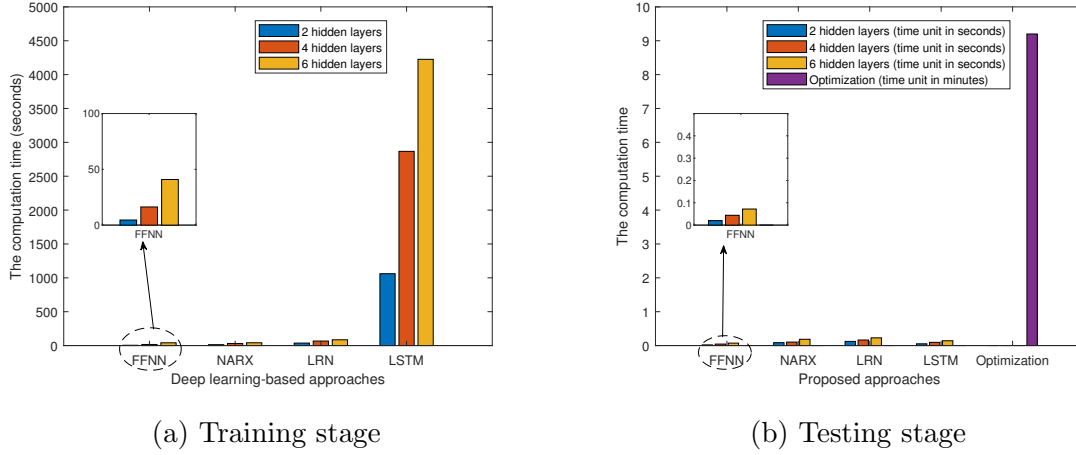 5000
4500
4000
3500
3000
2500
2000
1500
1000
500
0
The computation time (seconds)
2 hidden layers
4 hidden layers
6 hidden layers
100
50
0
FFNN
FFNN
NARX
LRN
LSTM
Deep learning-based approaches
(a) Training stage
10
9
8
7
6
5
4
3
2
1
0
The computation time
2 hidden layers (time unit in seconds)
4 hidden layers (time unit in seconds)
6 hidden layers (time unit in seconds)
Optimization (time unit in minutes)
0.4
0.3
0.2
0.1
0
FFNN
FFNN
NARX
LRN
LSTM
Optimization
Proposed approaches
(b) Testing stage